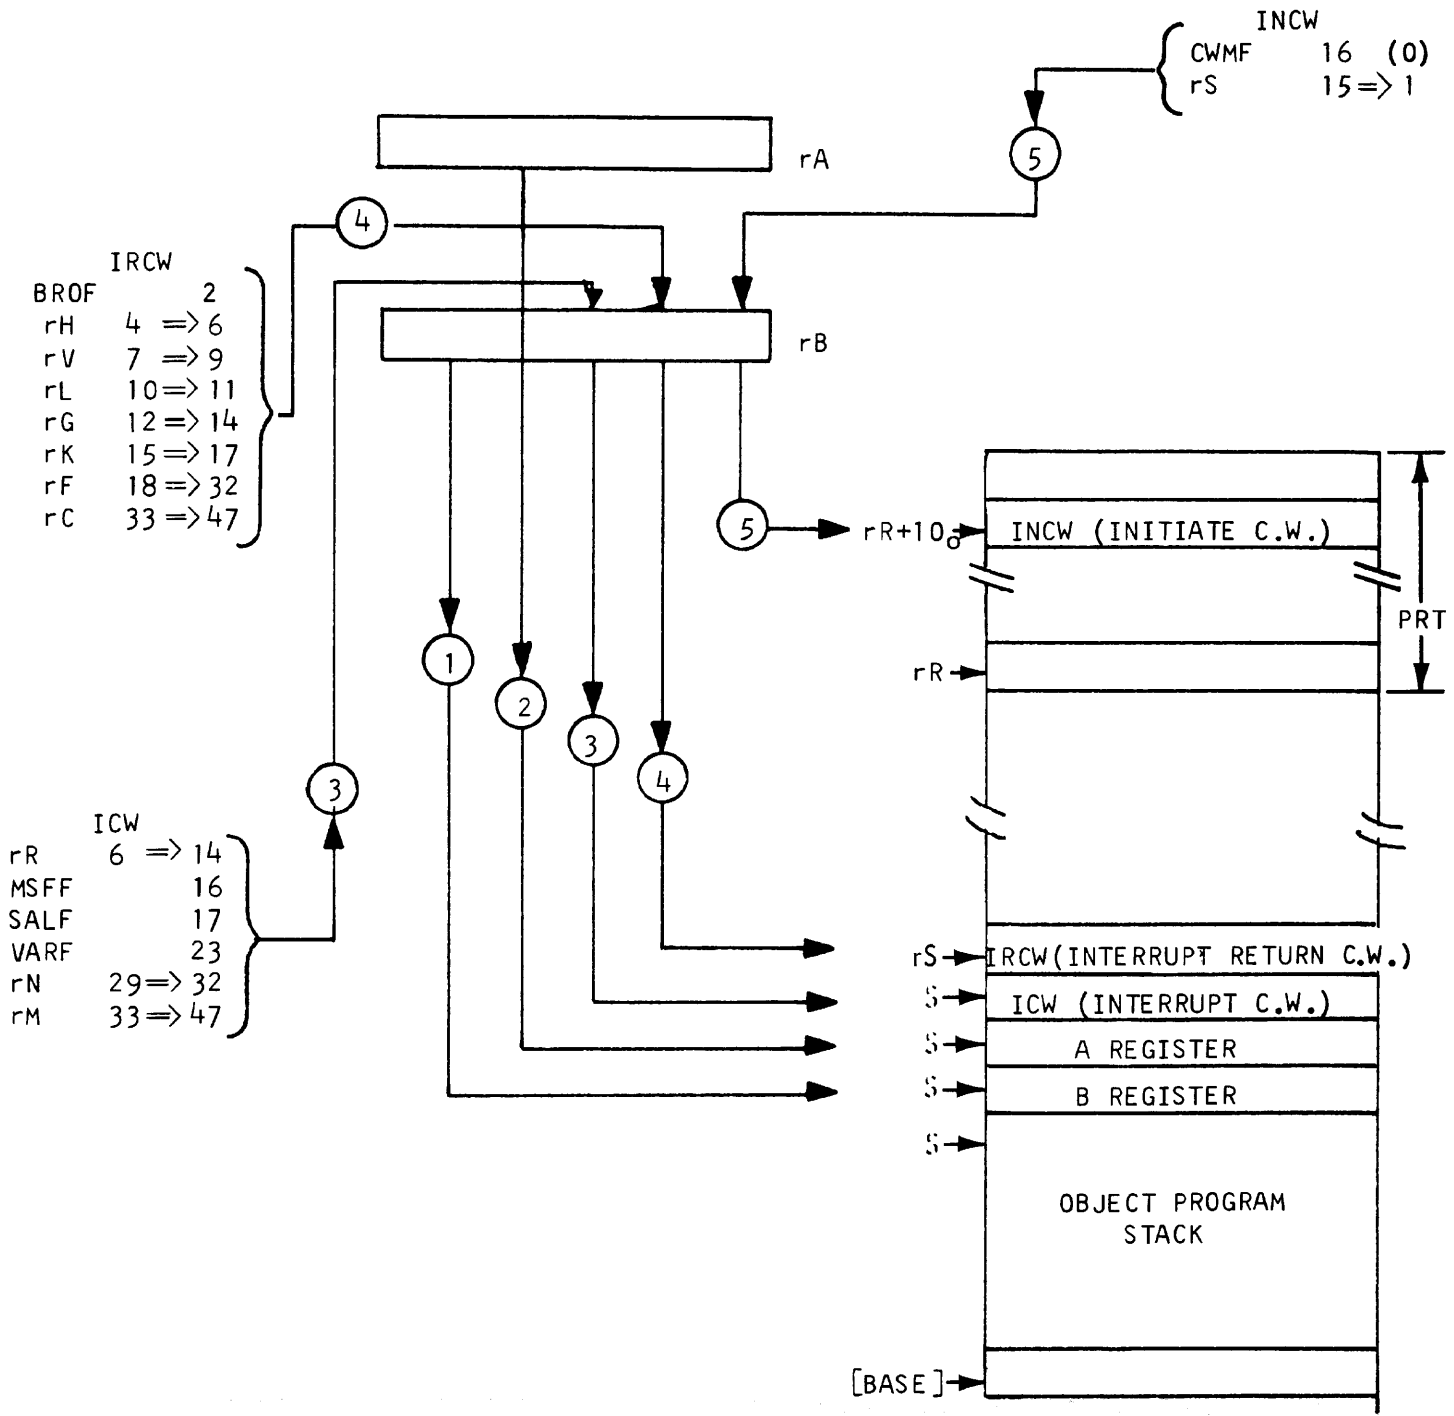 INCW
CWMF 16 (0)
rS 15=>1
5
rA
4
IRCW
BROF 2
rH 4 =>6
rV 7 =>9
rL 10=>11
rG 12=>14
rK 15=>17
rF 18=>32
rC 33=>47
rB
5
rR+10o
INCW (INITIATE C.W.)
PRT
1
rR
2
3
4
3
ICW
rR 6 =>14
MSFF 16
SALF 17
VARF 23
rN 29=>32
rM 33=>47
rS
IRCW(INTERRUPT RETURN C.W.)
S
ICW (INTERRUPT C.W.)
S
A REGISTER
S
B REGISTER
S
OBJECT PROGRAM
STACK
[BASE]